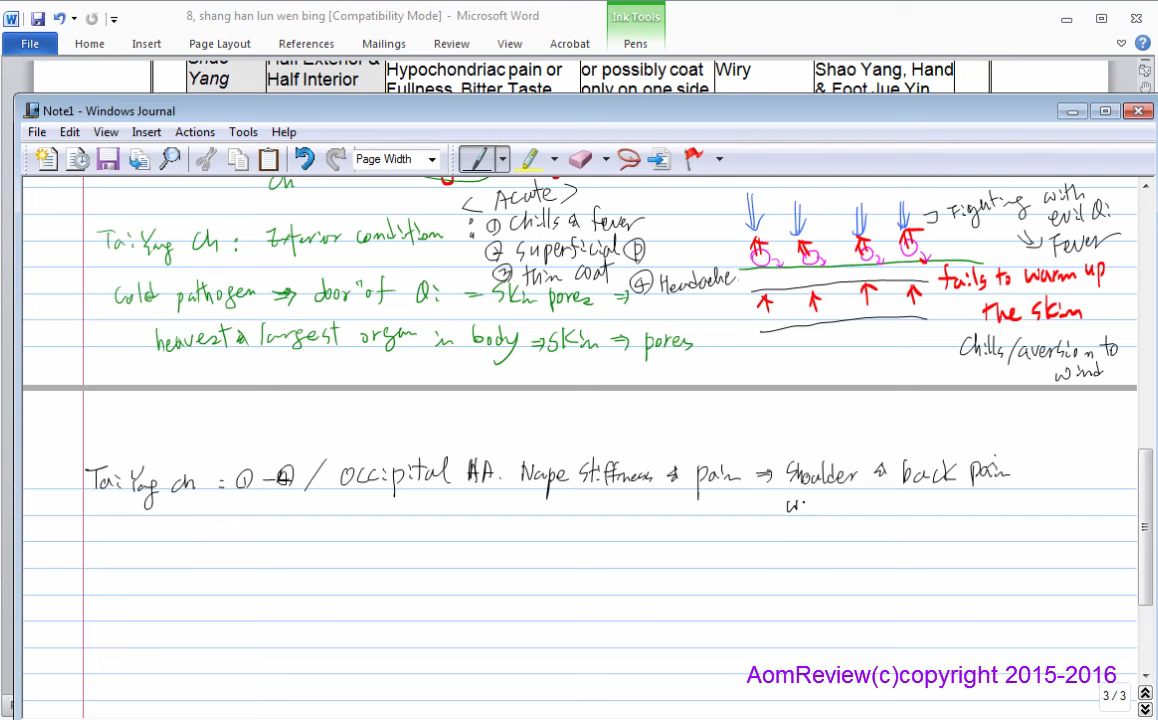 8, shang han lun wen bing [Compatibility Mode] - Microsoft Word
Ink Tools
File Home Insert Page Layout References Mailings Review View Acrobat Pens
Shao Yang
Half Exterior & Half Interior
Hypochondriac pain or Fullness, Bitter Taste
or possibly coat only on one side
Wiry
Shao Yang, Hand & Foot Jue Yin
Note1 - Windows Journal
File Edit View Insert Actions Tools Help
Page Width
ch
< Acute >
Tai Yang ch : Exterior condition : ① chills & fever
② superficial Ⓟ
③ thin coat ④ Headache.
cold pathogen → "door" of Qi = Skin pores ⇒
heavest & largest organ in body ⇒ skin ⇒ pores
Fighting with evil Qi
↘ Fever
fails to warm up
the skin
Chills/aversion to
wind
Tai Yang ch : ① - ④ / Occipital HA. Nape stiffness & pain ⇒ shoulder & back pain
AomReview(c)copyright 2015-2016
3 / 3